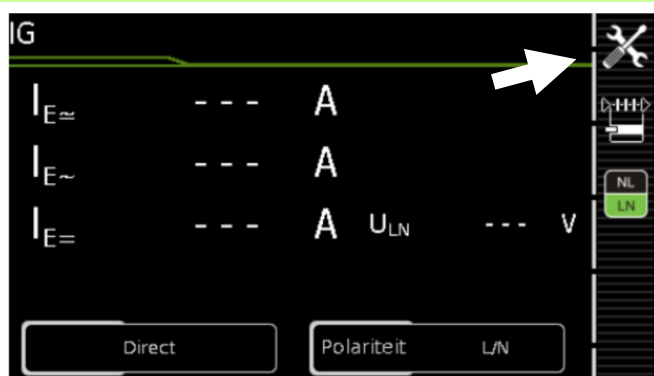 IG
IE≃ --- A
IE~ --- A
IE= --- A ULN --- V
NL
LN
Direct Polariteit L/N